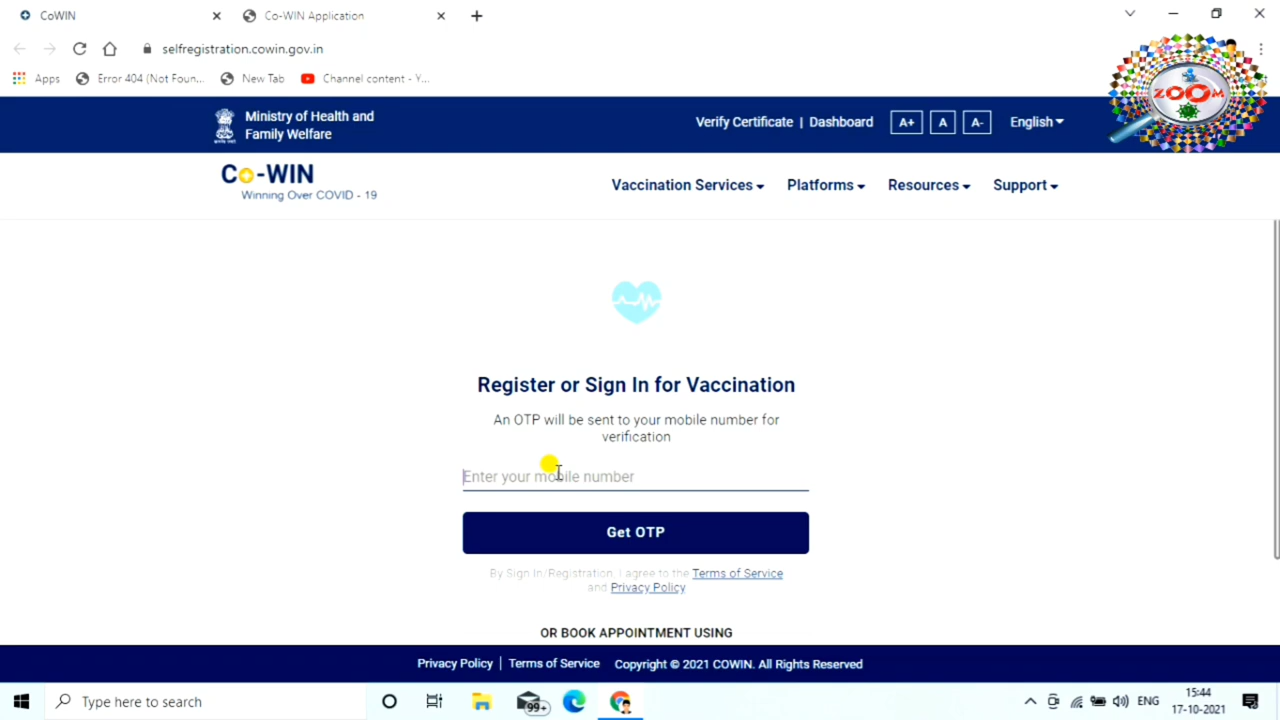 CoWIN
Co-WIN Application
selfregistration.cowin.gov.in
Apps
Error 404 (Not Foun...
New Tab
Channel content - Y...
ZOOM
Ministry of Health and
Family Welfare
Verify Certificate | Dashboard
A+
A
A-
English
Co-WIN
Winning Over COVID - 19
Vaccination Services
Platforms
Resources
Support
Register or Sign In for Vaccination
An OTP will be sent to your mobile number for
verification
Enter your mobile number
Get OTP
By Sign In/Registration, I agree to the Terms of Service
and Privacy Policy
OR BOOK APPOINTMENT USING
Privacy Policy | Terms of Service Copyright © 2021 COWIN. All Rights Reserved
Type here to search
99+
ENG
15:44
17-10-2021